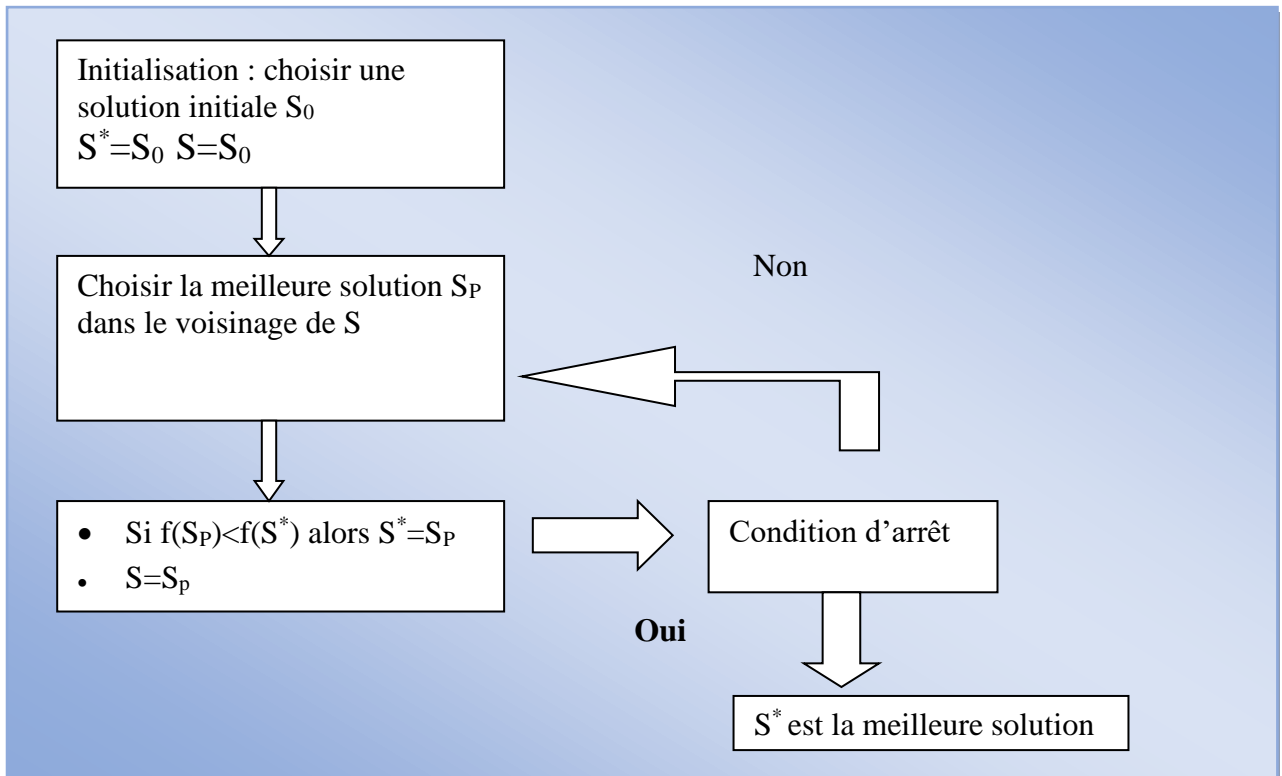 Initialisation : choisir une
solution initiale S₀
S*=S₀ S=S₀
Choisir la meilleure solution Sₚ
dans le voisinage de S
Non
• Si f(Sₚ)<f(S*) alors S*=Sₚ
• S=Sₚ
Condition d’arrêt
Oui
S* est la meilleure solution